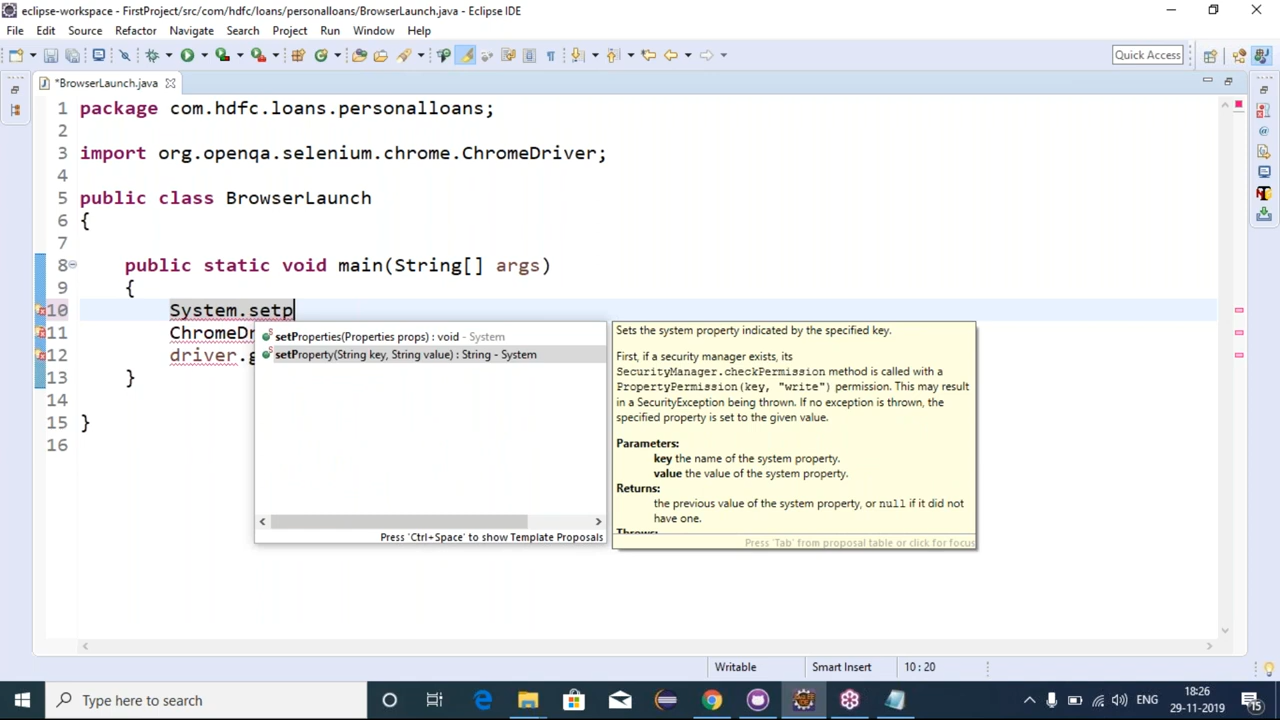 eclipse-workspace - FirstProject/src/com/hdfc/loans/personalloans/BrowserLaunch.java - Eclipse IDE
File Edit Source Refactor Navigate Search Project Run Window Help
Quick Access
*BrowserLaunch.java
1 package com.hdfc.loans.personalloans;
2
3 import org.openqa.selenium.chrome.ChromeDriver;
4
5 public class BrowserLaunch
6 {
7
8 public static void main(String[] args)
9 {
10 System.setp
11 ChromeDr
12 driver.g
13 }
14
15 }
16
setProperties(Properties props) : void - System
setProperty(String key, String value) : String - System
Press 'Ctrl+Space' to show Template Proposals
Sets the system property indicated by the specified key.
First, if a security manager exists, its
SecurityManager.checkPermission method is called with a
PropertyPermission(key, "write") permission. This may result
in a SecurityException being thrown. If no exception is thrown, the
specified property is set to the given value.
Parameters:
key the name of the system property.
value the value of the system property.
Returns:
the previous value of the system property, or null if it did not
have one.
Throws:
Press 'Tab' from proposal table or click for focus
Writable Smart Insert 10 : 20
Type here to search
ENG
18:26
29-11-2019
15